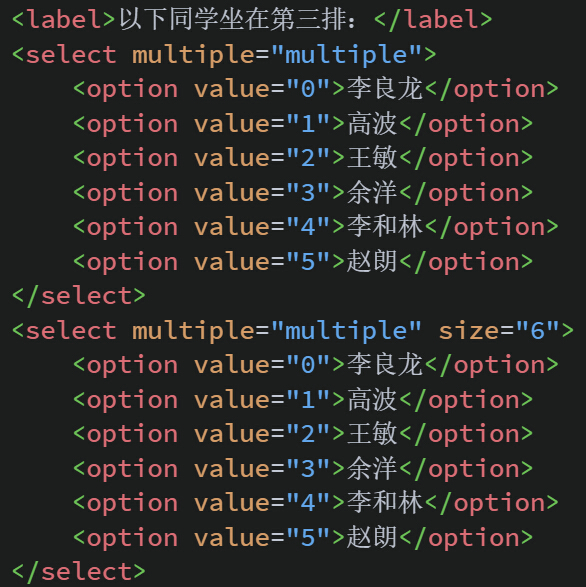 <label>以下同学坐在第三排：</label>
<select multiple="multiple">
    <option value="0">李良龙</option>
    <option value="1">高波</option>
    <option value="2">王敏</option>
    <option value="3">余洋</option>
    <option value="4">李和林</option>
    <option value="5">赵朗</option>
</select>
<select multiple="multiple" size="6">
    <option value="0">李良龙</option>
    <option value="1">高波</option>
    <option value="2">王敏</option>
    <option value="3">余洋</option>
    <option value="4">李和林</option>
    <option value="5">赵朗</option>
</select>